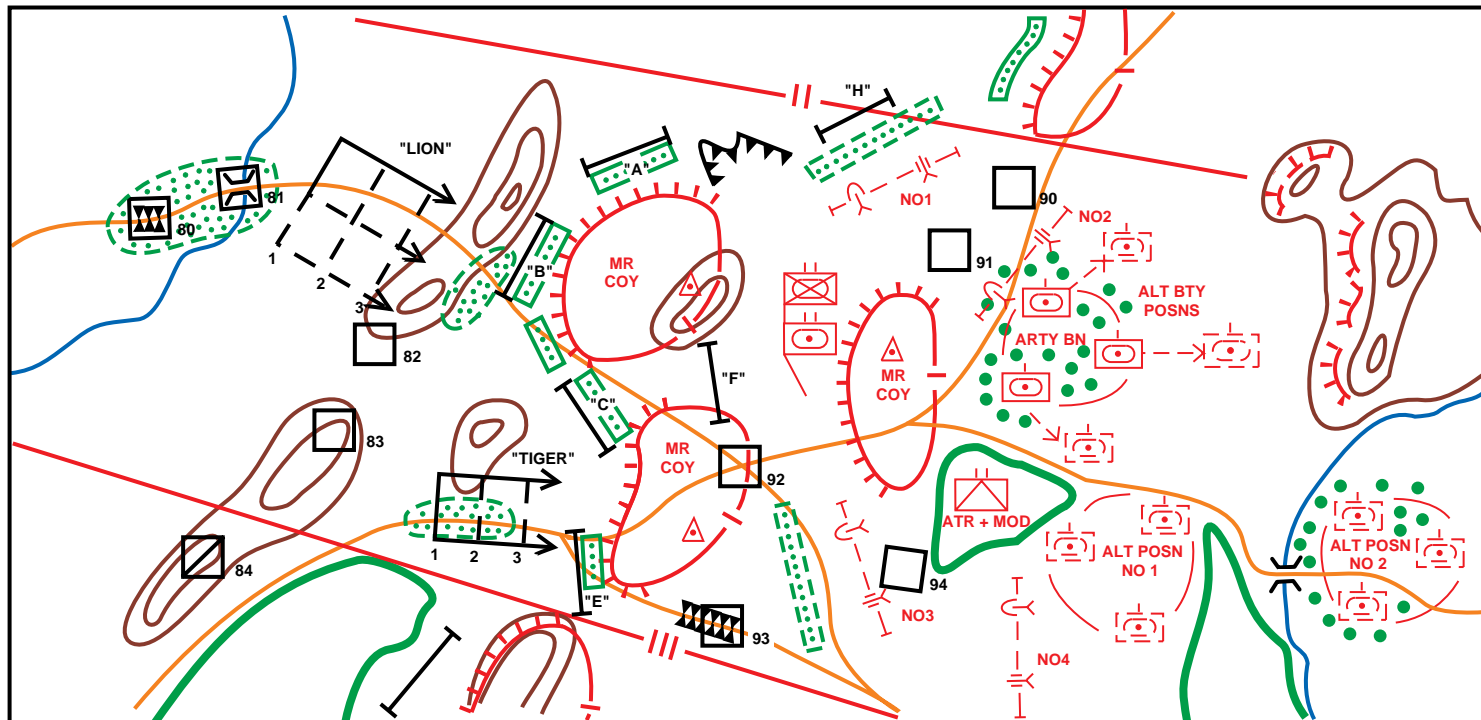 "H"
"LION"
"A"
80
81
1
2
3
NO1
90
NO2
91
"B"
MR
COY
ALT BTY
POSNS
ARTY BN
82
"F"
MR
COY
"C"
83
"TIGER"
MR
COY
92
ATR + MOD
1
2
3
84
"E"
94
NO3
ALT POSN
NO 1
ALT POSN
NO 2
93
NO4